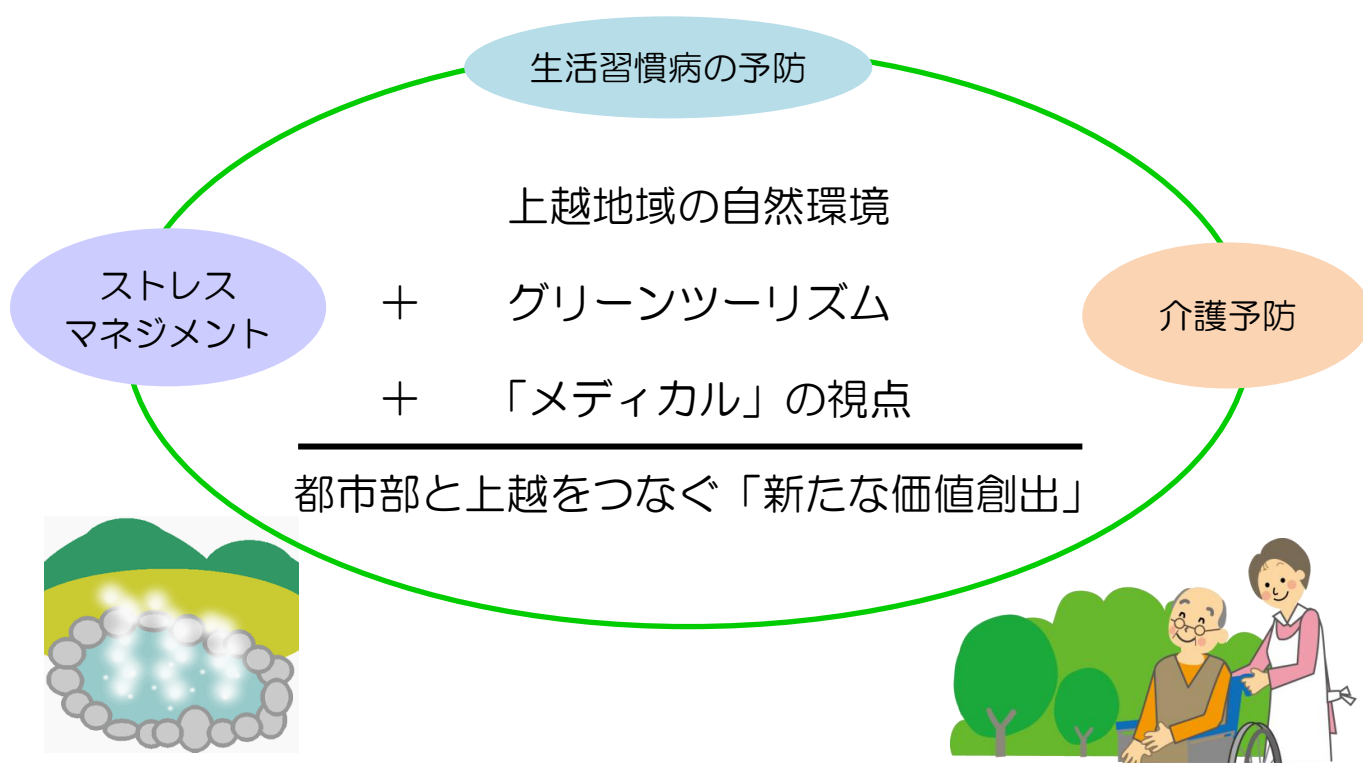 生活習慣病の予防
上越地域の自然環境
ストレス
マネジメント
＋ グリーンツーリズム
介護予防
＋ 「メディカル」の視点
都市部と上越をつなぐ「新たな価値創出」